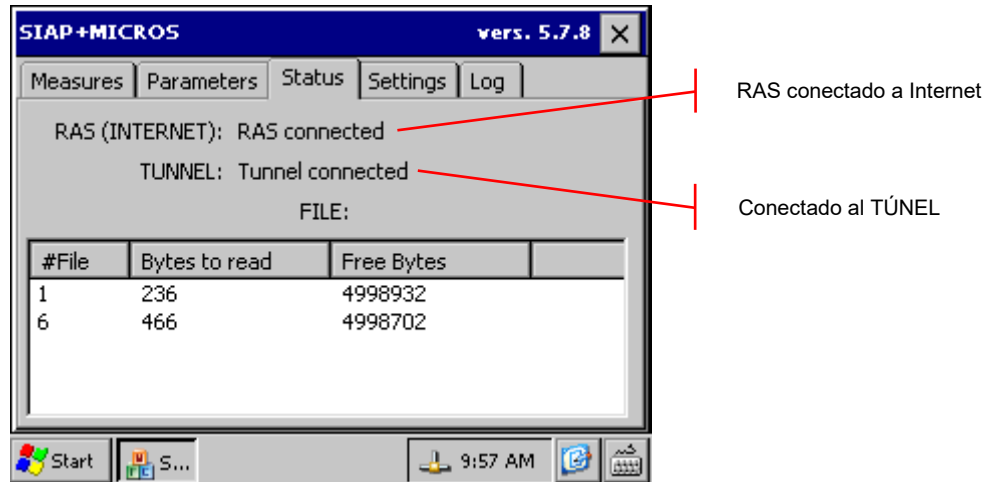 SIAP+MICROS vers. 5.7.8
Measures Parameters Status Settings Log
RAS (INTERNET): RAS connected
TUNNEL: Tunnel connected
FILE:
#File Bytes to read Free Bytes
1 236 4998932
6 466 4998702
Start S... 9:57 AM
RAS conectado a Internet
Conectado al TÚNEL